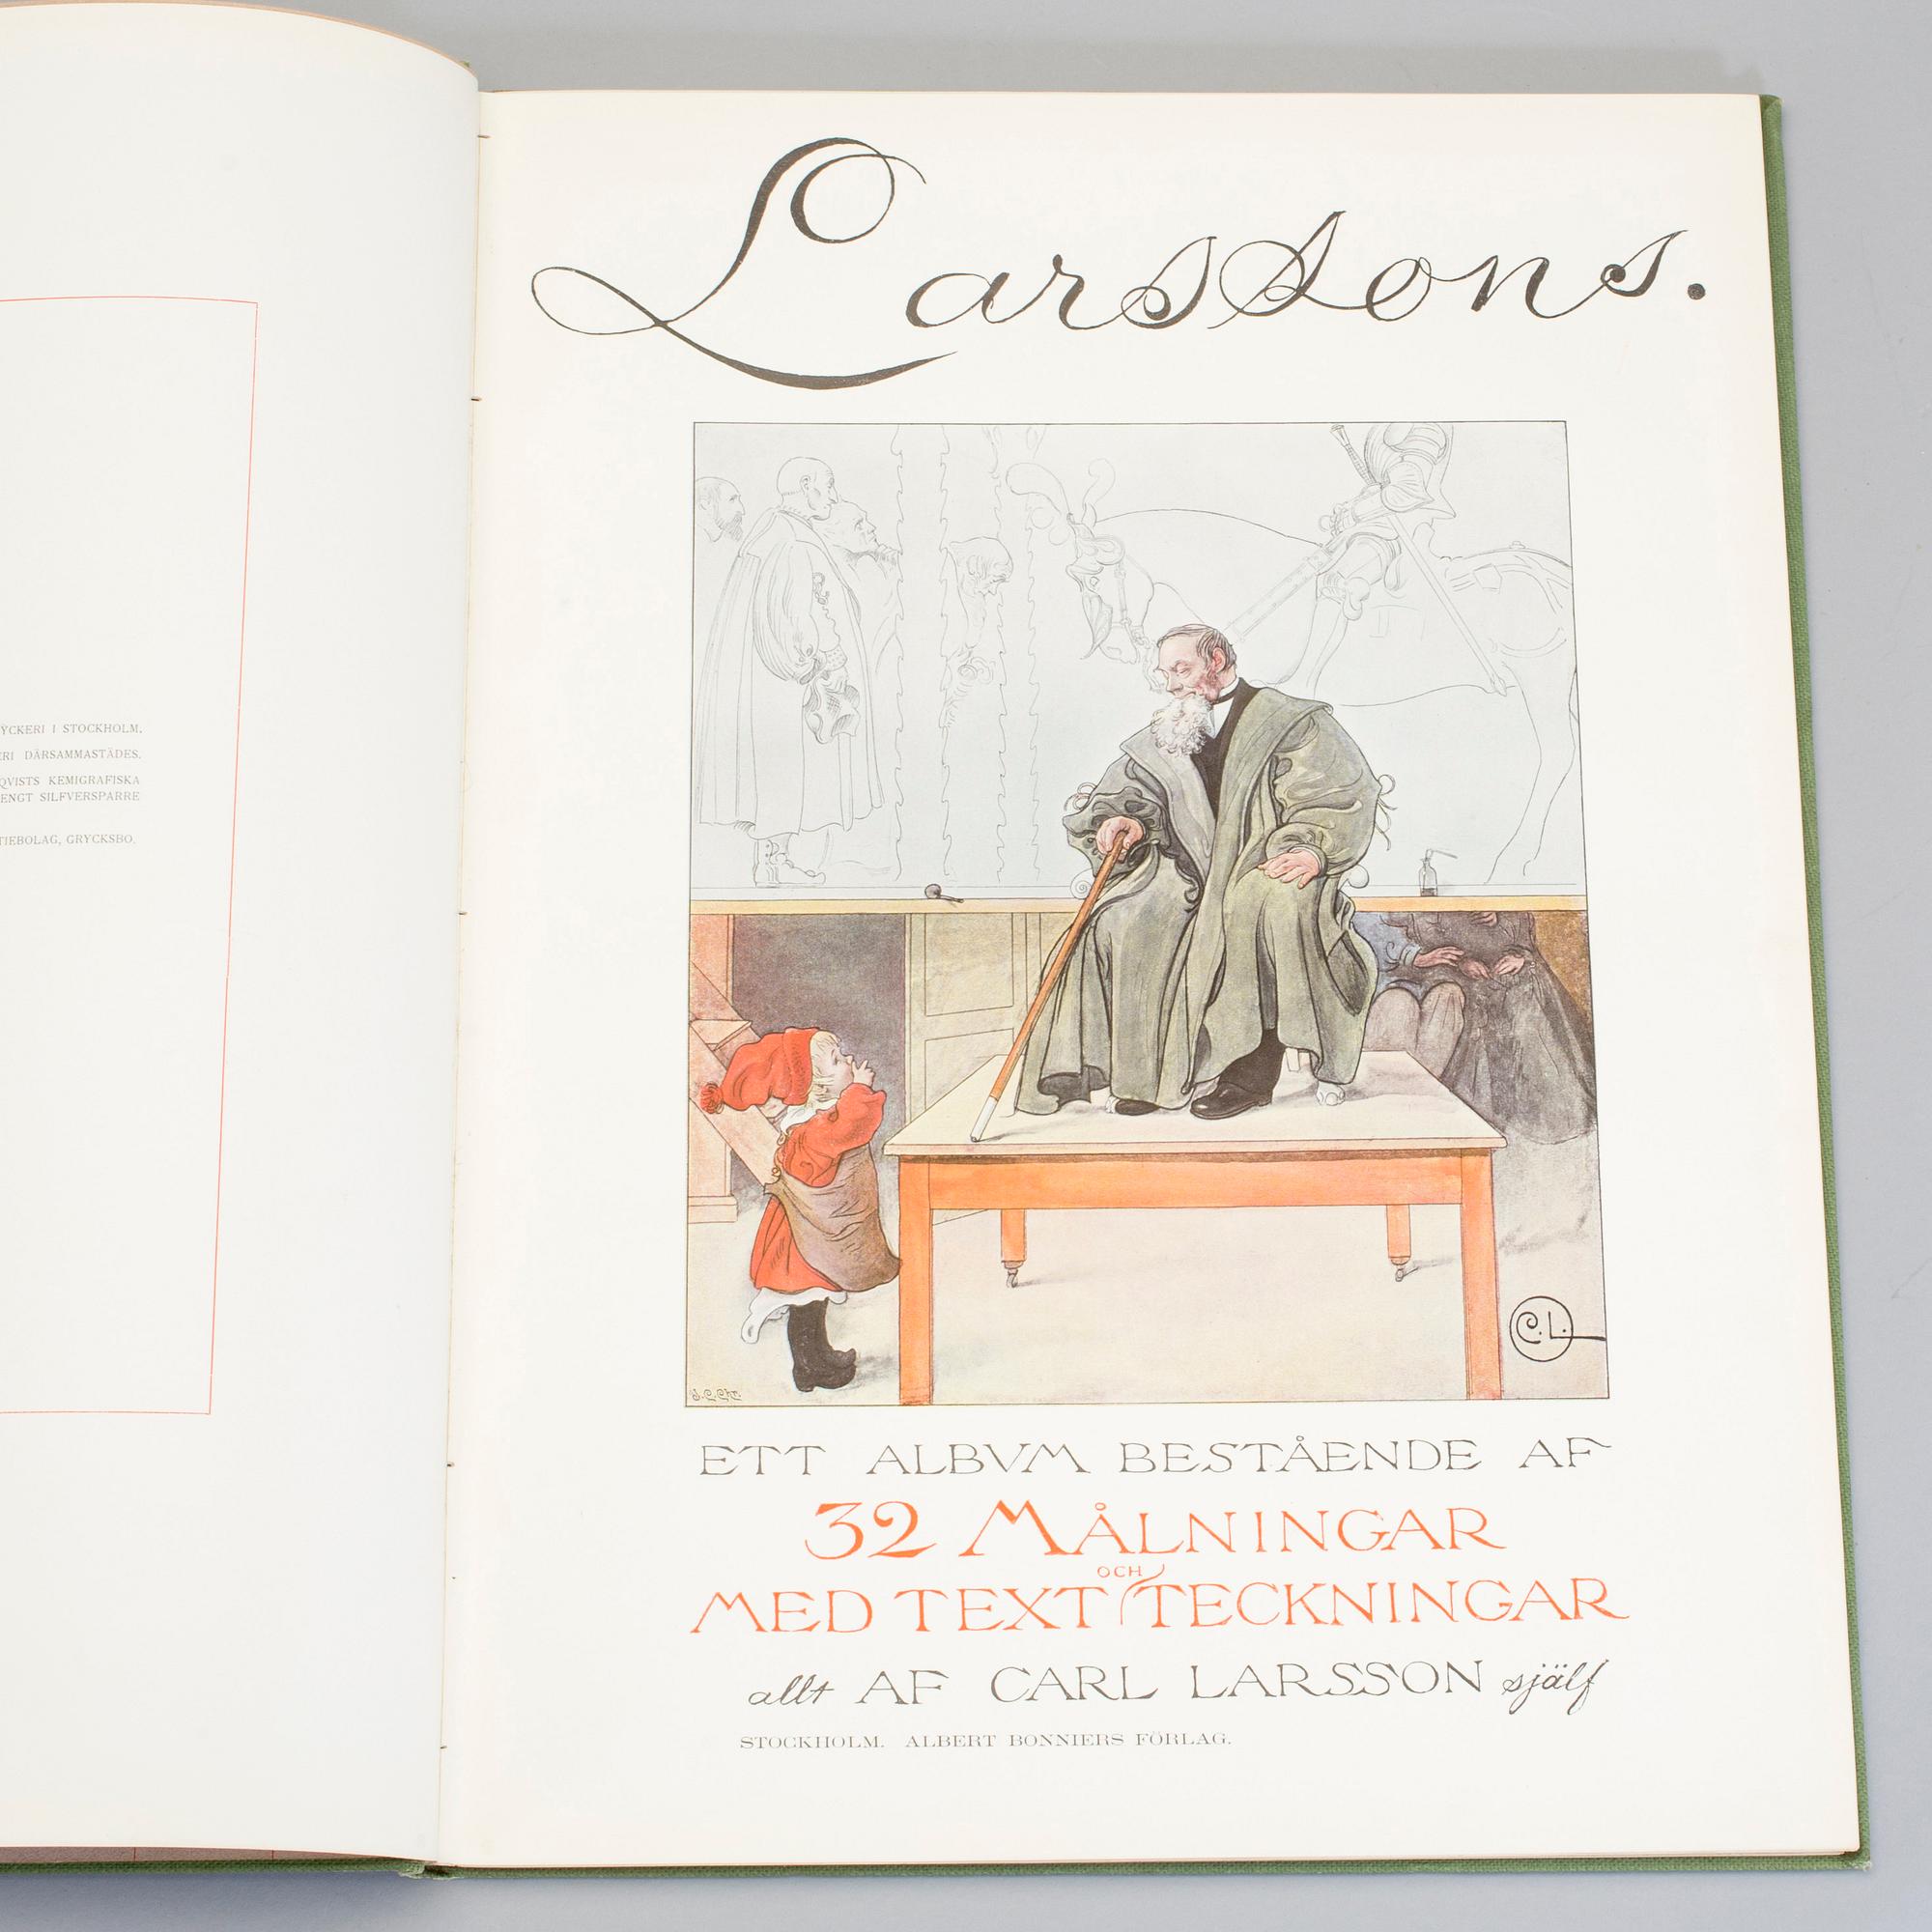 YCKERI I STOCKHOLM,
ERI DÄRSAMMASTÄDES.
QVISTS KEMIGRAFISKA
ENGT SILFVERSPARRE
TIEBOLAG, GRYCKSBO.
Larssons.
C.L.
ETT ALBVM BESTÅENDE AF
32 MÅLNINGAR
MED TEXT OCH TECKNINGAR
allt AF CARL LARSSON själf
STOCKHOLM. ALBERT BONNIERS FÖRLAG.